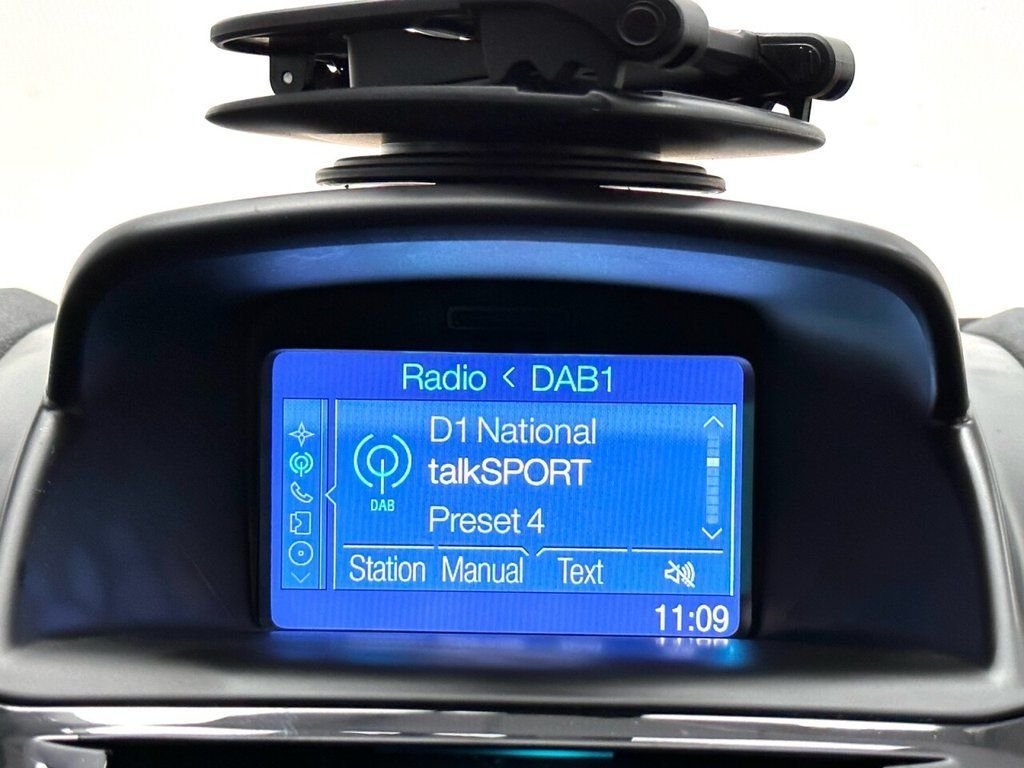 Radio < DAB1
D1 National
talkSPORT
DAB
Preset 4
Station Manual Text
11:09